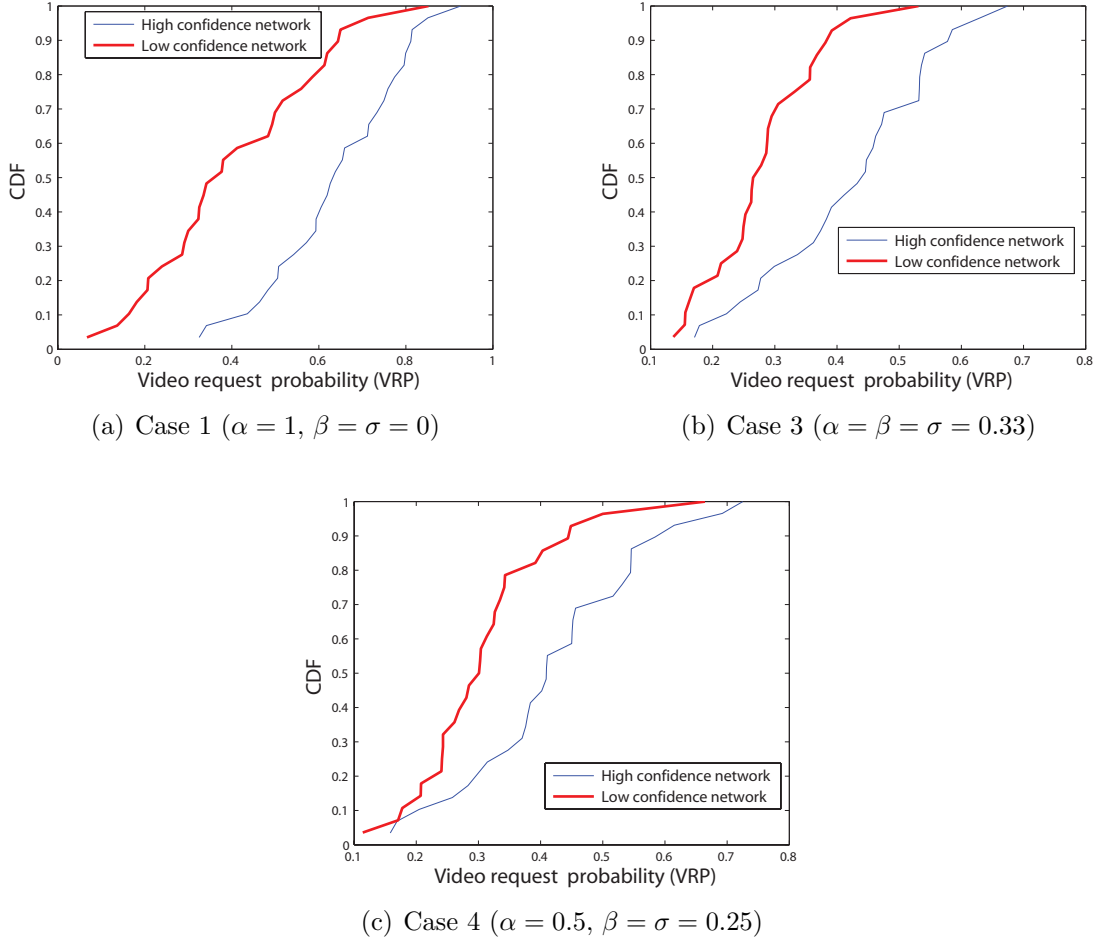 1
0.9
0.8
0.7
0.6
0.5
0.4
0.3
0.2
0.1
0
CDF
High confidence network
Low confidence network
0 0.2 0.4 0.6 0.8 1
Video request probability (VRP)
(a) Case 1 (α = 1, β = σ = 0)
1
0.9
0.8
0.7
0.6
0.5
0.4
0.3
0.2
0.1
0
CDF
High confidence network
Low confidence network
0.1 0.2 0.3 0.4 0.5 0.6 0.7 0.8
Video request probability (VRP)
(b) Case 3 (α = β = σ = 0.33)
1
0.9
0.8
0.7
0.6
0.5
0.4
0.3
0.2
0.1
0
CDF
High confidence network
Low confidence network
0.1 0.2 0.3 0.4 0.5 0.6 0.7 0.8
Video request probability (VRP)
(c) Case 4 (α = 0.5, β = σ = 0.25)